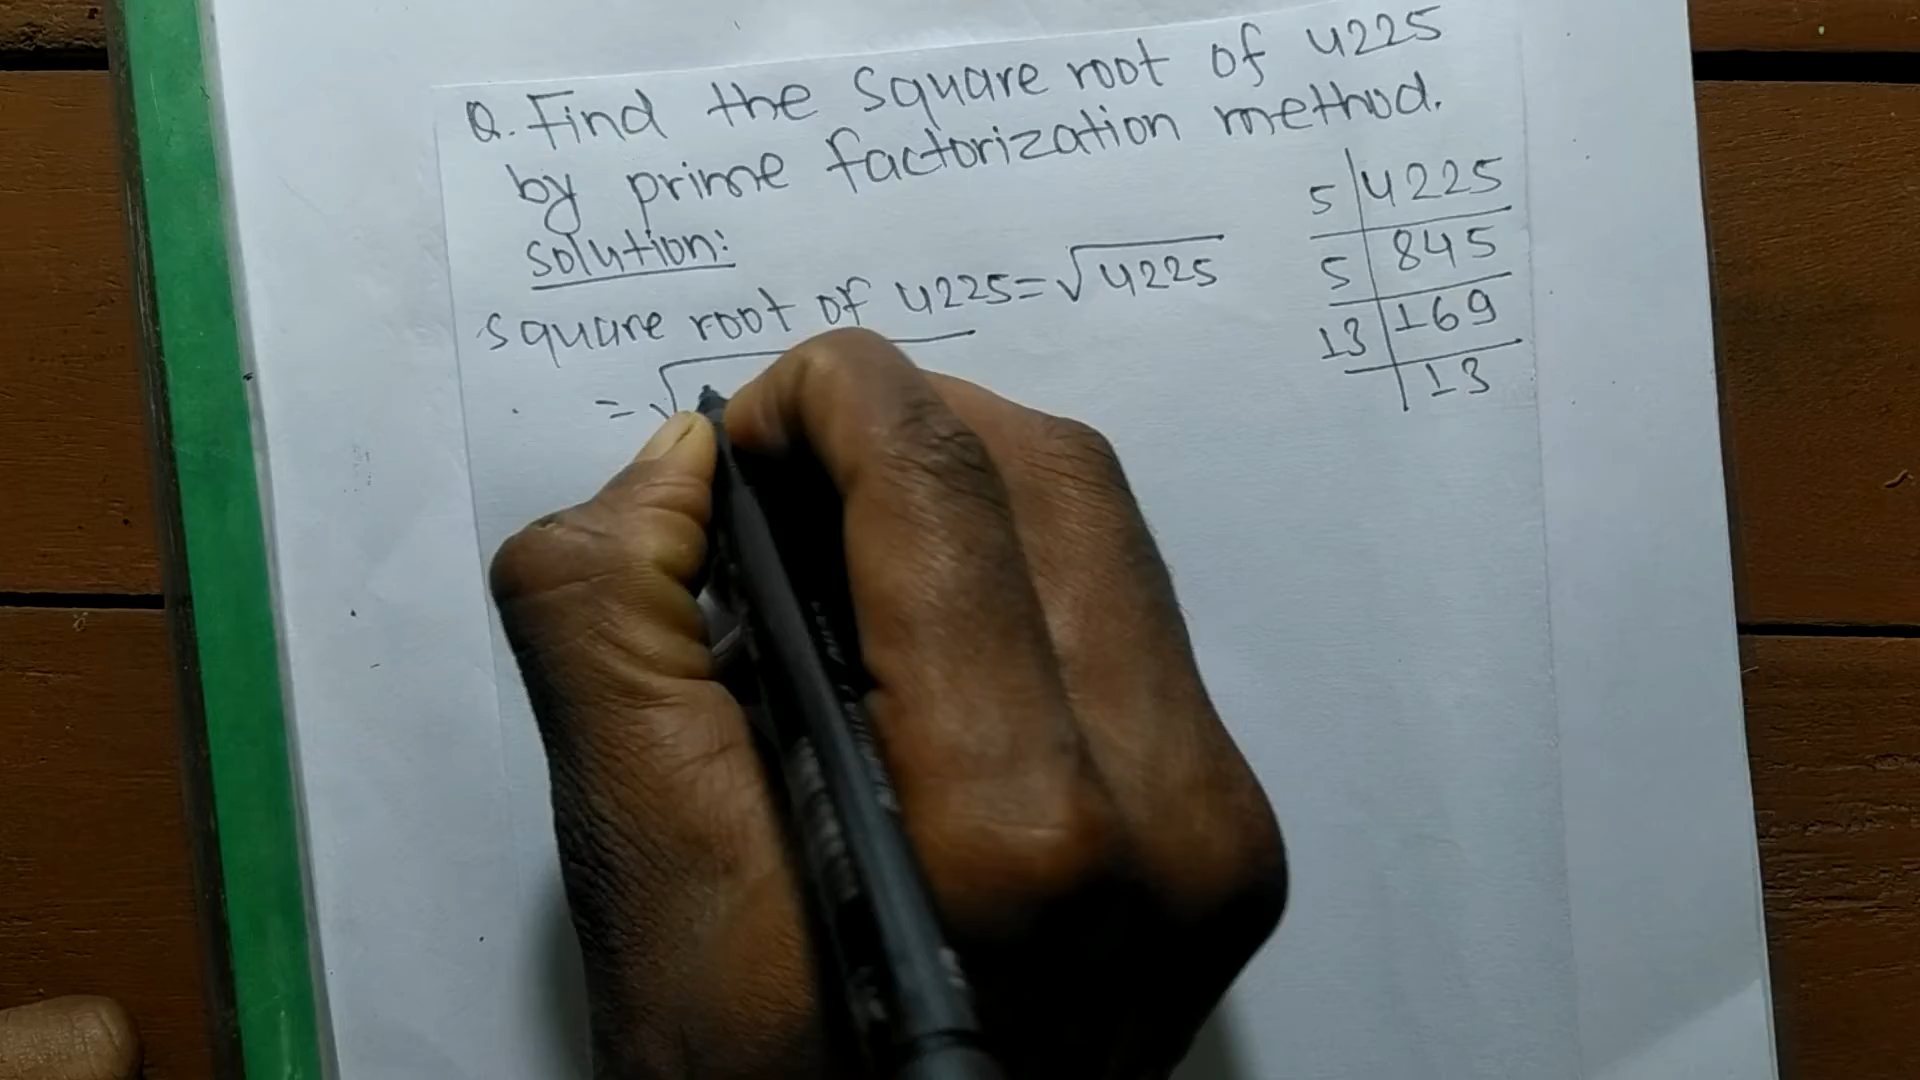 Q. Find the square root of 4225
by prime factorization method.
Solution:
square root of 4225 = √4225
= √
5 | 4225
5 | 845
13 | 169
| 13